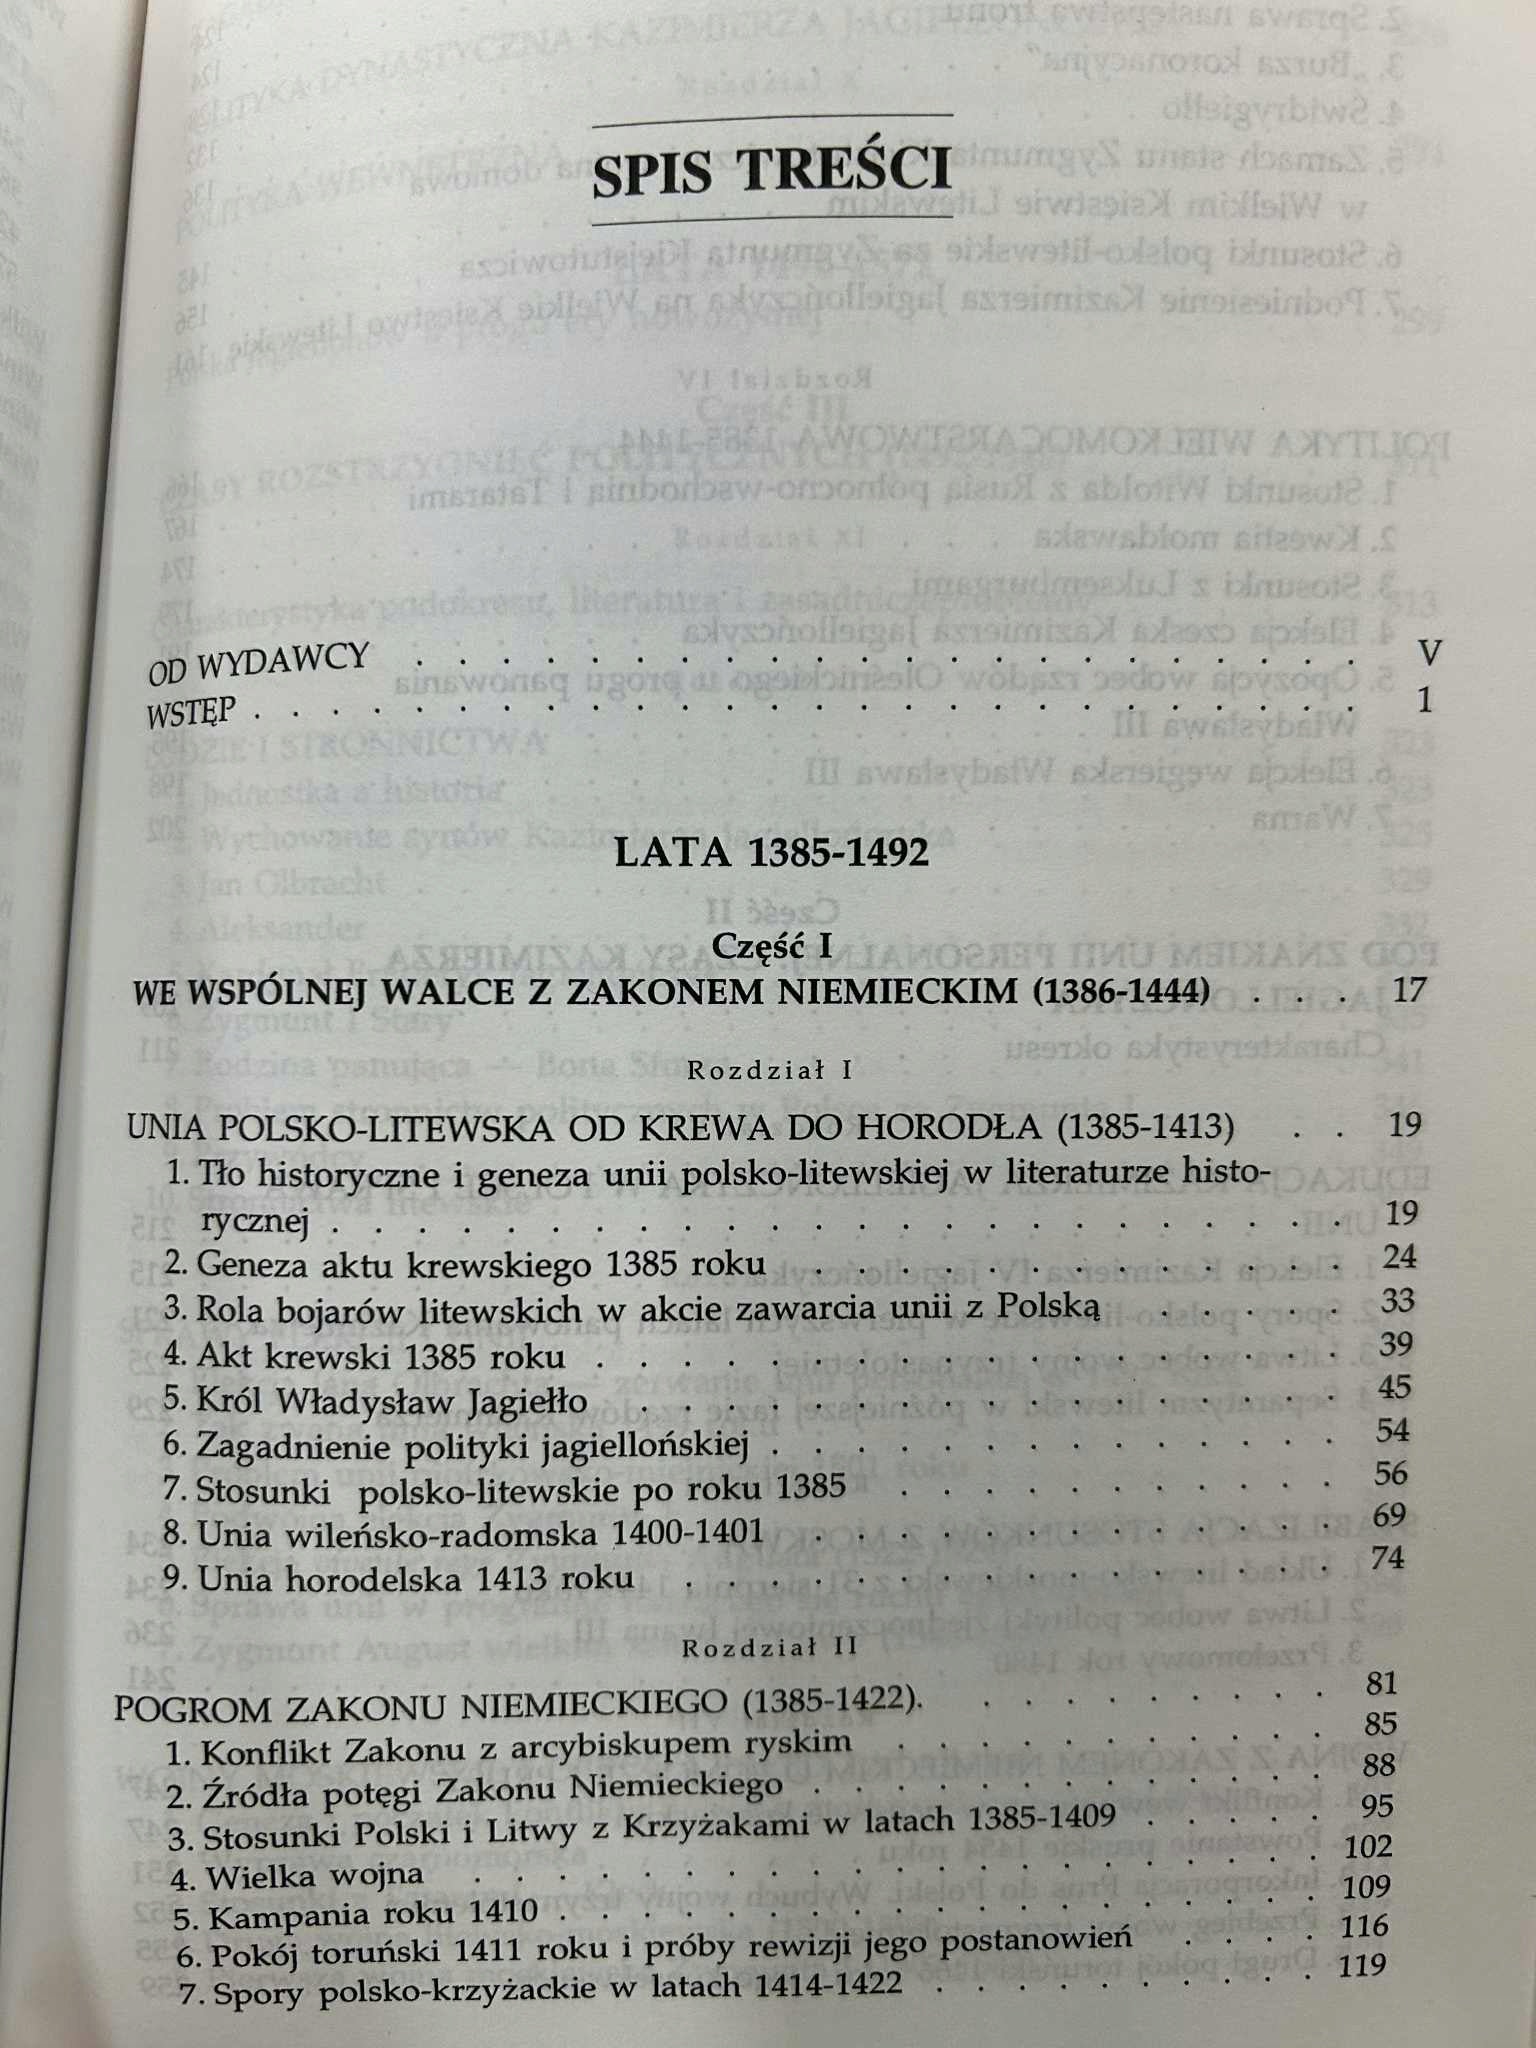 SPIS TREŚCI
OD WYDAWCY . . . . . . . . . . . . . . . . . . . . . . V
WSTĘP . . . . . . . . . . . . . . . . . . . . . . . . . . 1
LATA 1385-1492
Część I
WE WSPÓLNEJ WALCE Z ZAKONEM NIEMIECKIM (1386-1444) . . . 17
Rozdział I
UNIA POLSKO-LITEWSKA OD KREWA DO HORODŁA (1385-1413) . . 19
1. Tło historyczne i geneza unii polsko-litewskiej w literaturze histo-
rycznej . . . . . . . . . . . . . . . . . . . . . . . . 19
2. Geneza aktu krewskiego 1385 roku . . . . . . . . . . . . . 24
3. Rola bojarów litewskich w akcie zawarcia unii z Polską . . . . . 33
4. Akt krewski 1385 roku . . . . . . . . . . . . . . . . . . 39
5. Król Władysław Jagiełło . . . . . . . . . . . . . . . . . 45
6. Zagadnienie polityki jagiellońskiej . . . . . . . . . . . . . . 54
7. Stosunki polsko-litewskie po roku 1385 . . . . . . . . . . . 56
8. Unia wileńsko-radomska 1400-1401 . . . . . . . . . . . . . 69
9. Unia horodelska 1413 roku . . . . . . . . . . . . . . . . 74
Rozdział II
POGROM ZAKONU NIEMIECKIEGO (1385-1422). . . . . . . . . . 81
1. Konflikt Zakonu z arcybiskupem ryskim . . . . . . . . . . . 85
2. Źródła potęgi Zakonu Niemieckiego . . . . . . . . . . . . . 88
3. Stosunki Polski i Litwy z Krzyżakami w latach 1385-1409 . . . . . 95
4. Wielka wojna . . . . . . . . . . . . . . . . . . . . . 102
5. Kampania roku 1410 . . . . . . . . . . . . . . . . . . . 109
6. Pokój toruński 1411 roku i próby rewizji jego postanowień . . . . 116
7. Spory polsko-krzyżackie w latach 1414-1422 . . . . . . . . . . 119